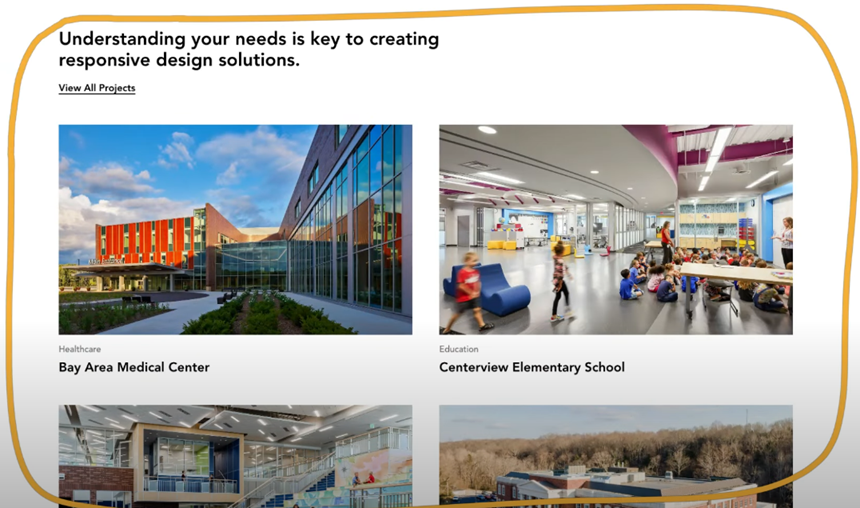 Understanding your needs is key to creating
responsive design solutions.
View All Projects
Healthcare
Education
Bay Area Medical Center
Centerview Elementary School